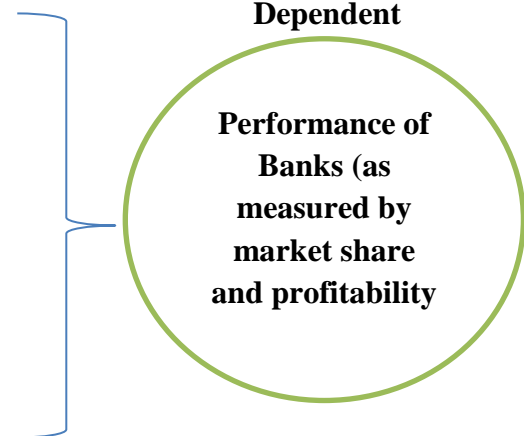 Dependent
Performance of
Banks (as
measured by
market share
and profitability